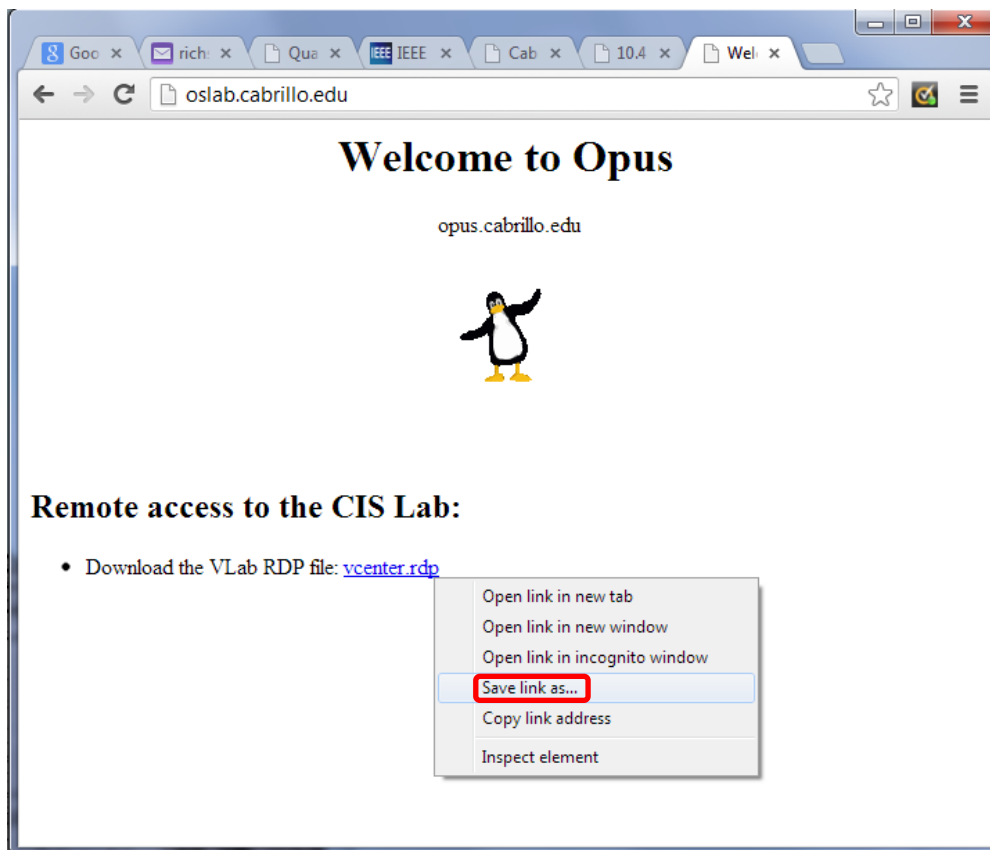 Goo
rich
Qua
IEEE IEEE
Cab
10.4
Wel
oslab.cabrillo.edu
Welcome to Opus
opus.cabrillo.edu
Remote access to the CIS Lab:
• Download the VLab RDP file: vcenter.rdp
Open link in new tab
Open link in new window
Open link in incognito window
Save link as...
Copy link address
Inspect element